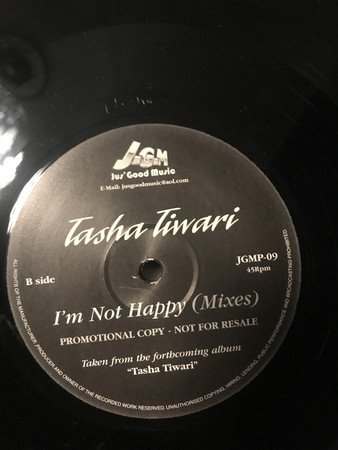 J.G.M
Jus' Good Music
E-Mail: jusgoodmusic@aol.com
Tasha Tiwari
B side
JGMP-09
45Rpm
I'm Not Happy (Mixes)
PROMOTIONAL COPY - NOT FOR RESALE
Taken from the forthcoming album
"Tasha Tiwari"
ALL RIGHTS OF THE MANUFACTURER, PRODUCER AND OWNER OF THE RECORDED WORK RESERVED. UNAUTHORISED COPYING, HIRING, LENDING, PUBLIC PERFORMANCE AND BROADCASTING PROHIBITED.